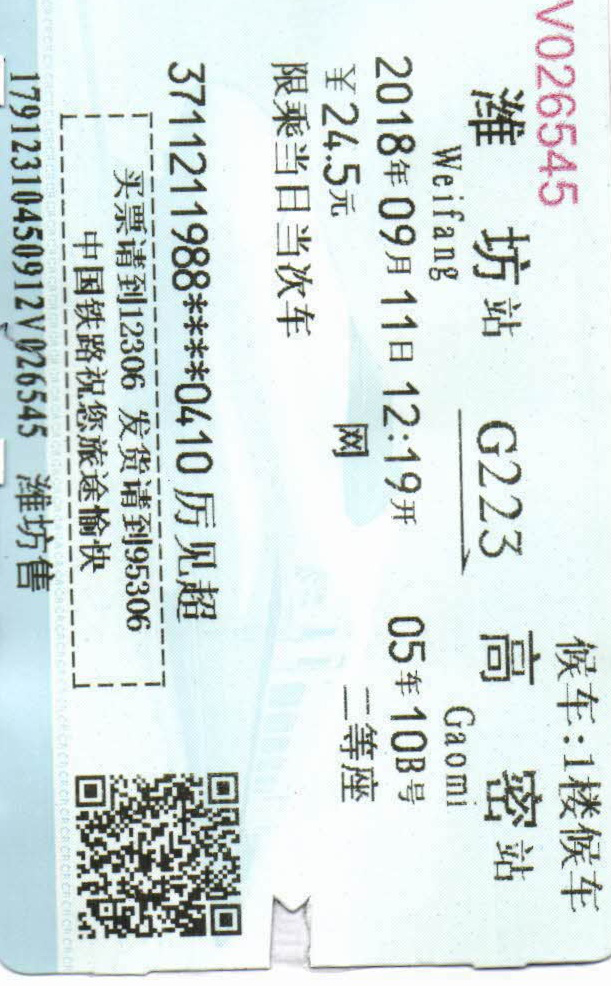 V026545
候车:1楼候车
潍坊站 G223 高密站
Weifang Gaomi
2018年09月11日12:19开 05车10B号
￥24.5元 网 二等座
限乘当日当次车
3711211988****0410 厉见超
买票请到12306 发货请到95306
中国铁路祝您旅途愉快
17912310450912V026545 潍坊售